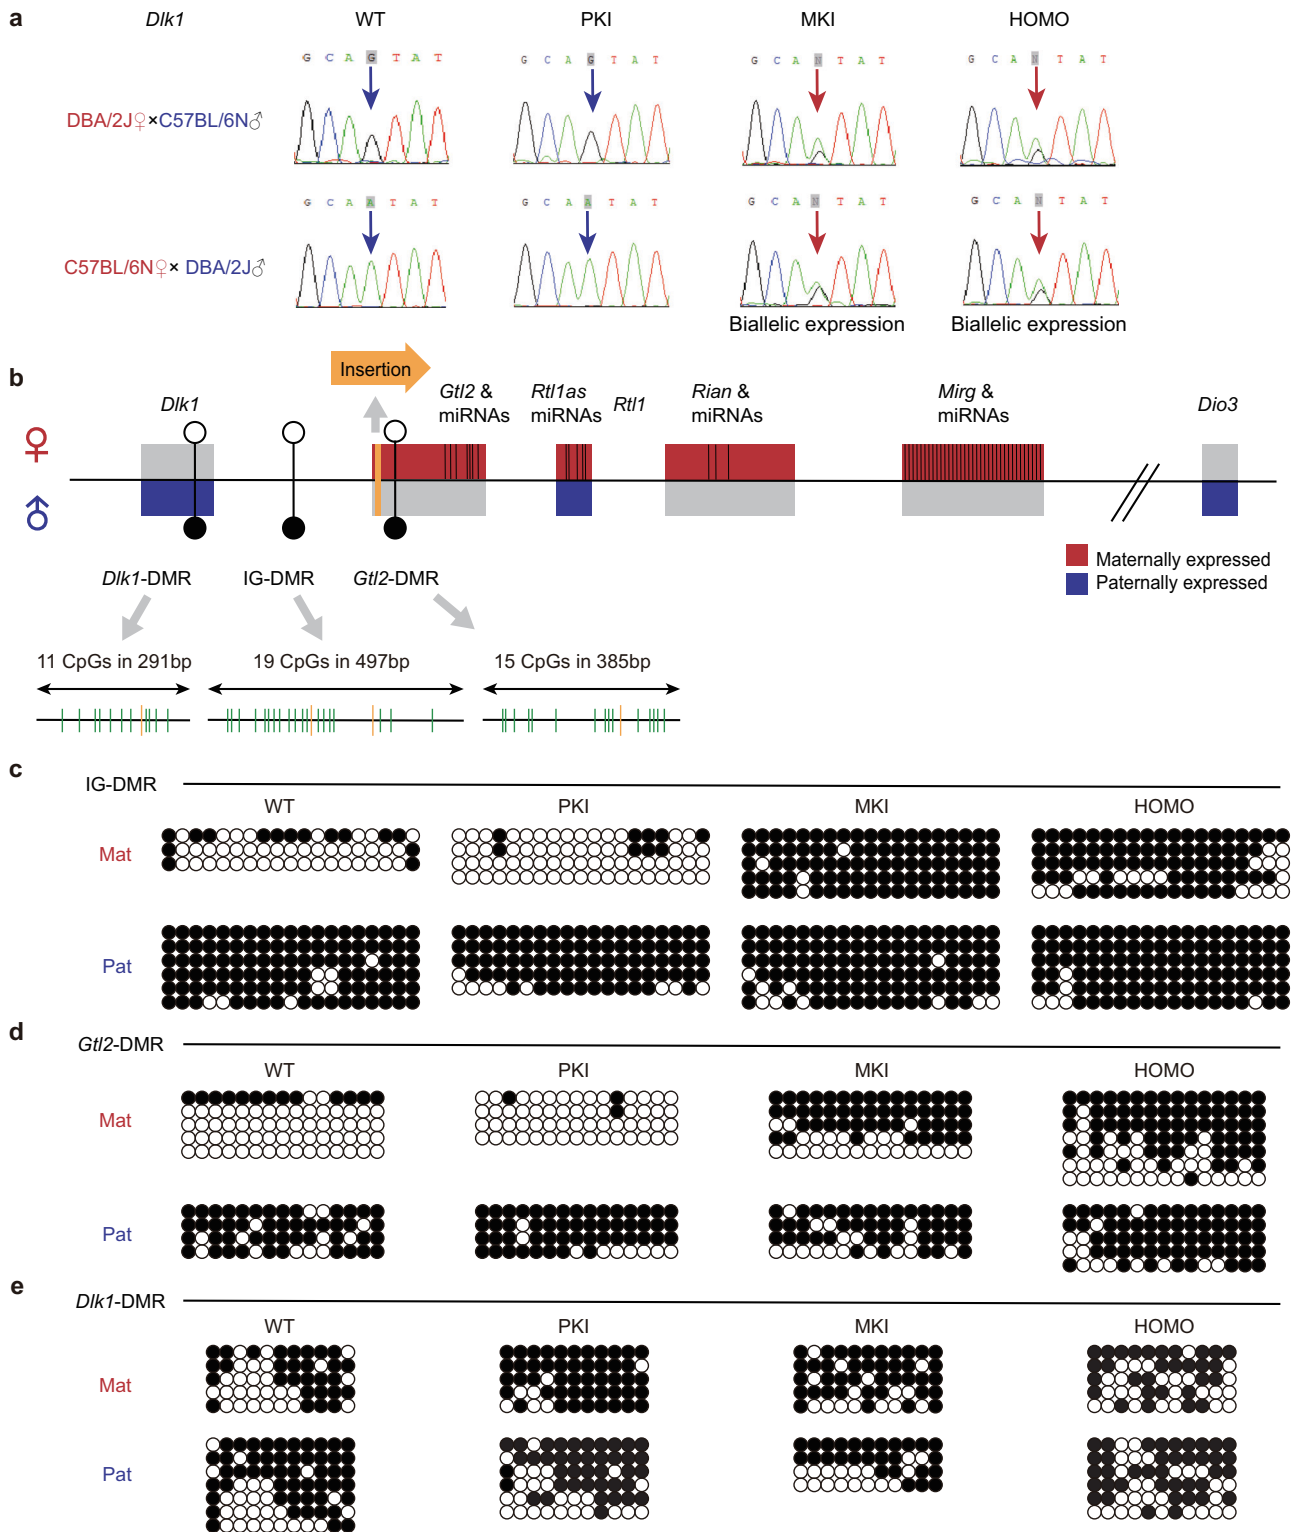 a
Dlk1 WT PKI MKI HOMO
G C A G T A T G C A G T A T G C A N T A T G C A N T A T
DBA/2J♀×C57BL/6N♂
G C A A T A T G C A A T A T G C A N T A T G C A N T A T
C57BL/6N♀× DBA/2J♂
Biallelic expression Biallelic expression
b
Insertion
Dlk1 Gtl2 & miRNAs Rtl1as miRNAs Rtl1 Rian & miRNAs Mirg & miRNAs Dio3
♀
♂
Maternally expressed
Paternally expressed
Dlk1-DMR IG-DMR Gtl2-DMR
11 CpGs in 291bp 19 CpGs in 497bp 15 CpGs in 385bp
c
IG-DMR
WT PKI MKI HOMO
Mat
Pat
d
Gtl2-DMR
WT PKI MKI HOMO
Mat
Pat
e
Dlk1-DMR
WT PKI MKI HOMO
Mat
Pat